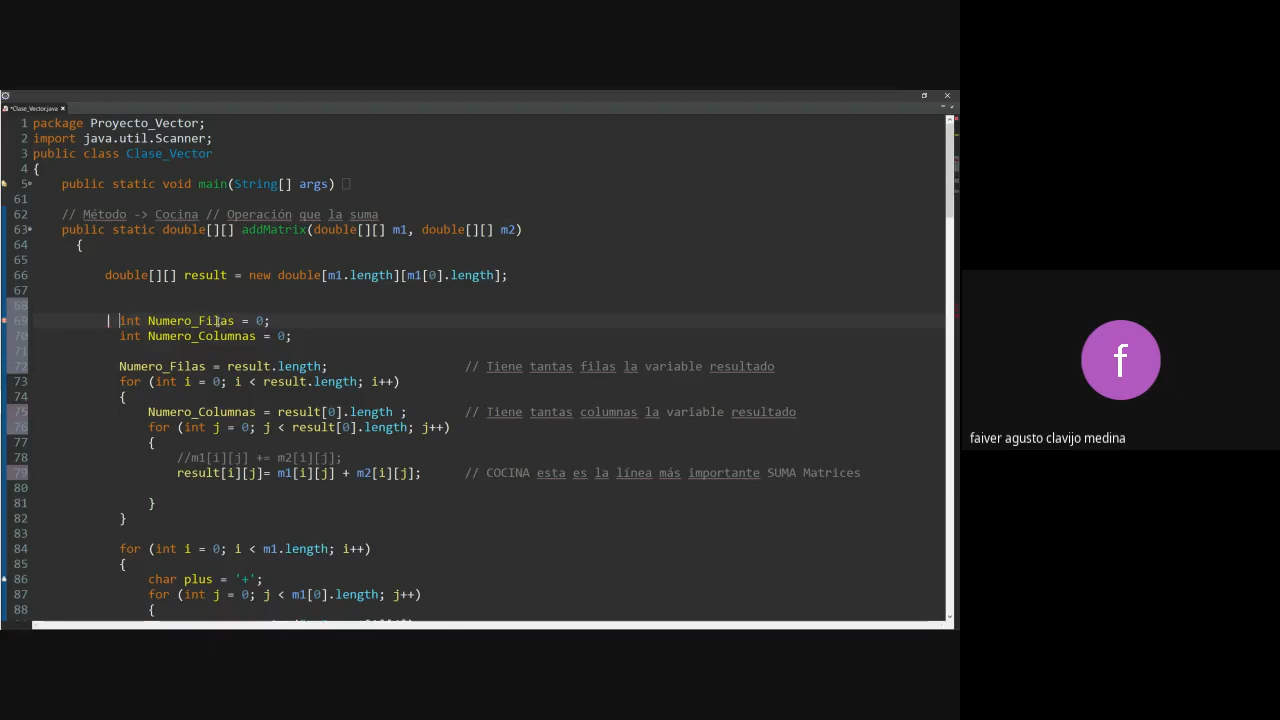 *Clase_Vector.java
1 package Proyecto_Vector;
2 import java.util.Scanner;
3 public class Clase_Vector
4 {
5 public static void main(String[] args)
61
62 // Método -> Cocina // Operación que la suma
63 public static double[][] addMatrix(double[][] m1, double[][] m2)
64 {
65
66 double[][] result = new double[m1.length][m1[0].length];
67
68
69 | int Numero_Filas = 0;
70 int Numero_Columnas = 0;
71
72 Numero_Filas = result.length; // Tiene tantas filas la variable resultado
73 for (int i = 0; i < result.length; i++)
74 {
75 Numero_Columnas = result[0].length ; // Tiene tantas columnas la variable resultado
76 for (int j = 0; j < result[0].length; j++)
77 {
78 //m1[i][j] += m2[i][j];
79 result[i][j]= m1[i][j] + m2[i][j]; // COCINA esta es la línea más importante SUMA Matrices
80
81 }
82 }
83
84 for (int i = 0; i < m1.length; i++)
85 {
86 char plus = '+';
87 for (int j = 0; j < m1[0].length; j++)
88 {
f
faiver agusto clavijo medina